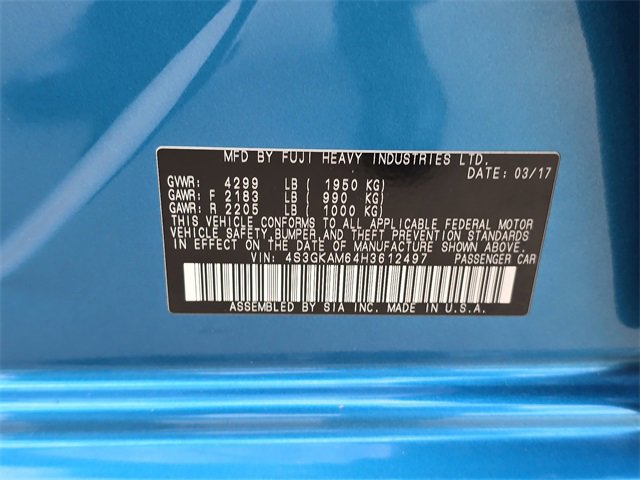 MFD BY FUJI HEAVY INDUSTRIES LTD.
DATE: 03/17
GVWR: 4299 LB ( 1950 KG)
GAWR: F 2183 LB ( 990 KG)
GAWR: R 2205 LB ( 1000 KG)
THIS VEHICLE CONFORMS TO ALL APPLICABLE FEDERAL MOTOR
VEHICLE SAFETY, BUMPER, AND THEFT PREVENTION STANDARDS
IN EFFECT ON THE DATE OF MANUFACTURE SHOWN ABOVE.
VIN: 4S3GKAM64H3612497 PASSENGER CAR
ASSEMBLED BY SIA INC. MADE IN U.S.A.